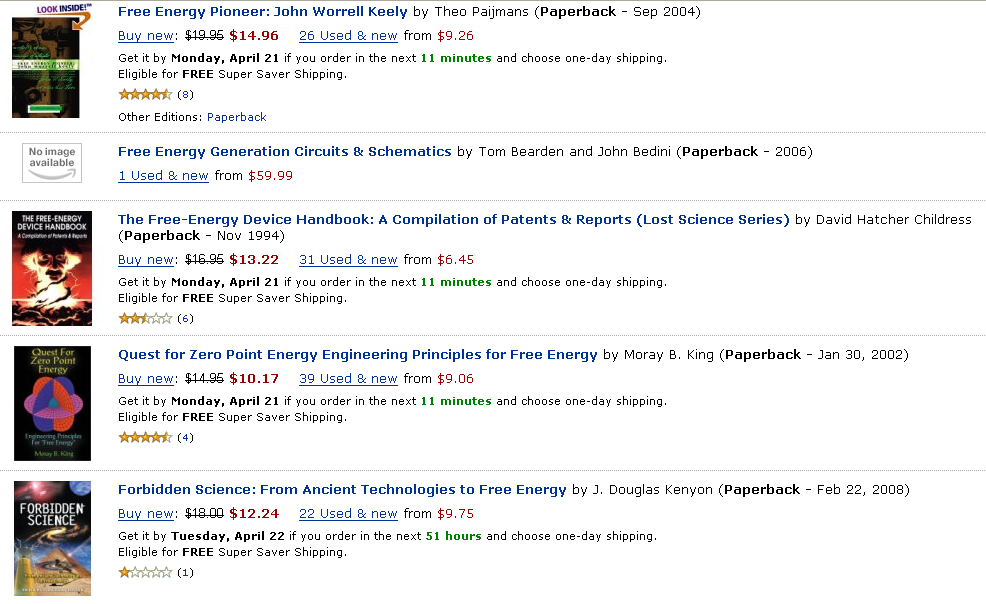 LOOK INSIDE!™
Free Energy Pioneer: John Worrell Keely by Theo Paijmans (Paperback - Sep 2004)
Buy new: $19.95 $14.96 26 Used & new from $9.26
Get it by Monday, April 21 if you order in the next 11 minutes and choose one-day shipping.
Eligible for FREE Super Saver Shipping.
(8)
Other Editions: Paperback
No image
available
Free Energy Generation Circuits & Schematics by Tom Bearden and John Bedini (Paperback - 2006)
1 Used & new from $59.99
THE FREE-ENERGY
DEVICE HANDBOOK
A Compilation of Patents & Reports
The Free-Energy Device Handbook: A Compilation of Patents & Reports (Lost Science Series) by David Hatcher Childress
(Paperback - Nov 1994)
Buy new: $16.95 $13.22 31 Used & new from $6.45
Get it by Monday, April 21 if you order in the next 11 minutes and choose one-day shipping.
Eligible for FREE Super Saver Shipping.
(6)
Quest For
Zero Point
Energy
Engineering Principles
For "Free Energy"
Moray B. King
Quest for Zero Point Energy Engineering Principles for Free Energy by Moray B. King (Paperback - Jan 30, 2002)
Buy new: $14.95 $10.17 39 Used & new from $9.06
Get it by Monday, April 21 if you order in the next 11 minutes and choose one-day shipping.
Eligible for FREE Super Saver Shipping.
(4)
FORBIDDEN
SCIENCE
Forbidden Science: From Ancient Technologies to Free Energy by J. Douglas Kenyon (Paperback - Feb 22, 2008)
Buy new: $18.00 $12.24 22 Used & new from $9.75
Get it by Tuesday, April 22 if you order in the next 51 hours and choose one-day shipping.
Eligible for FREE Super Saver Shipping.
(1)